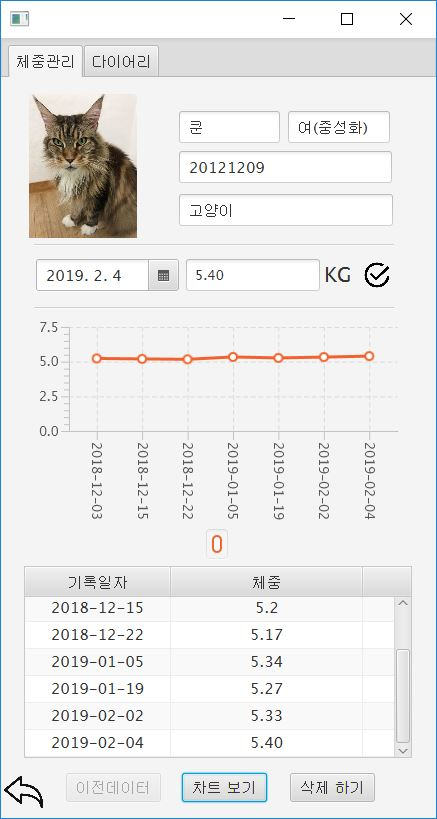 체중관리 다이어리
쿤 여(중성화)
20121209
고양이
2019. 2. 4 5.40 KG
7.5
5.0
2.5
0.0
2018-12-03 2018-12-15 2018-12-22 2019-01-05 2019-01-19 2019-02-02 2019-02-04
기록일자 체중
2018-12-15 5.2
2018-12-22 5.17
2019-01-05 5.34
2019-01-19 5.27
2019-02-02 5.33
2019-02-04 5.40
이전데이터 차트 보기 삭제 하기